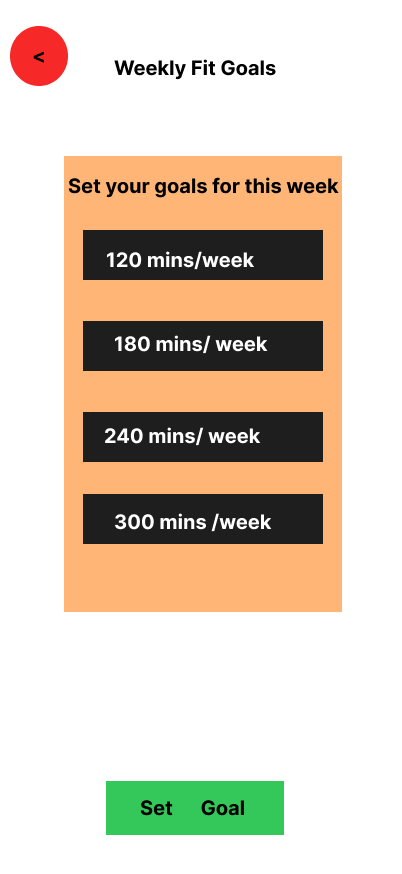 <
Weekly Fit Goals
Set your goals for this week
120 mins/week
180 mins/ week
240 mins/ week
300 mins /week
Set Goal